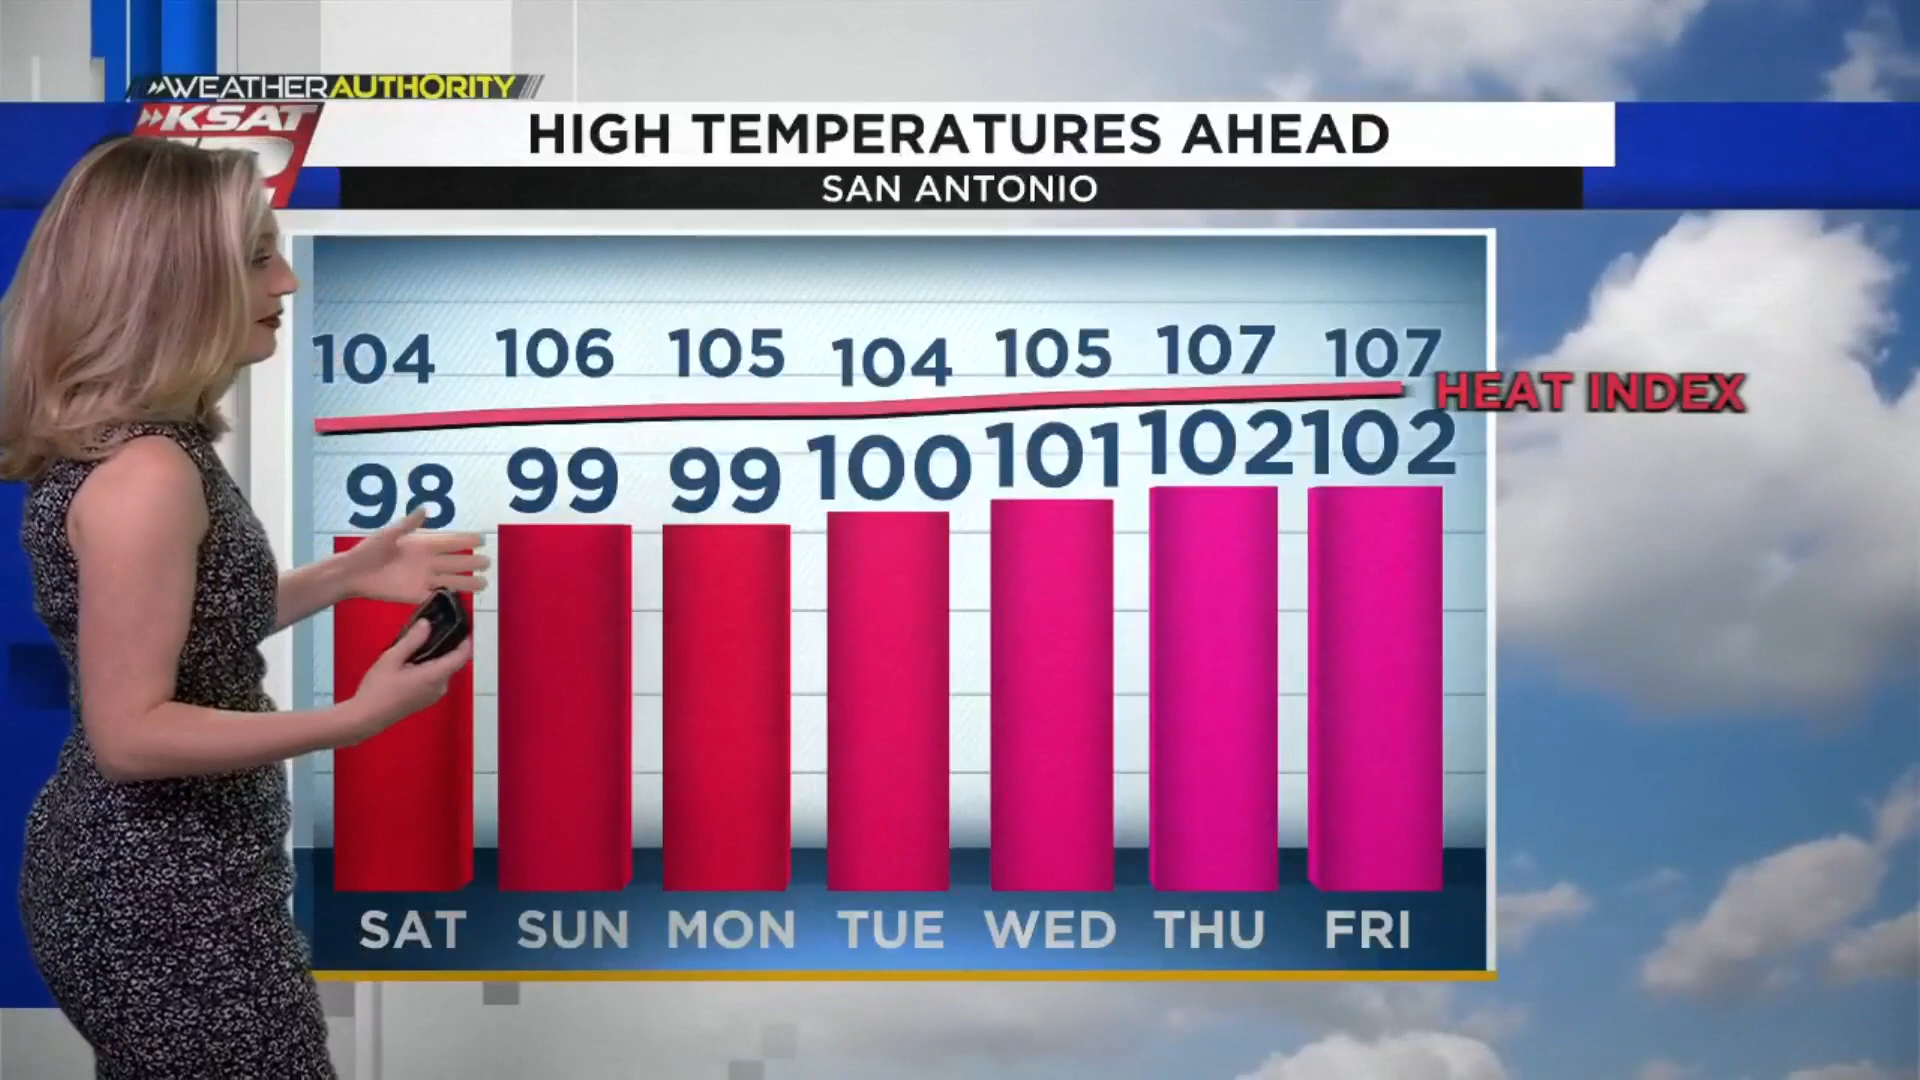 WEATHERAUTHORITY
KSAT
HIGH TEMPERATURES AHEAD
SAN ANTONIO
104 106 105 104 105 107 107
HEAT INDEX
98 99 99 100 101 102 102
SAT SUN MON TUE WED THU FRI